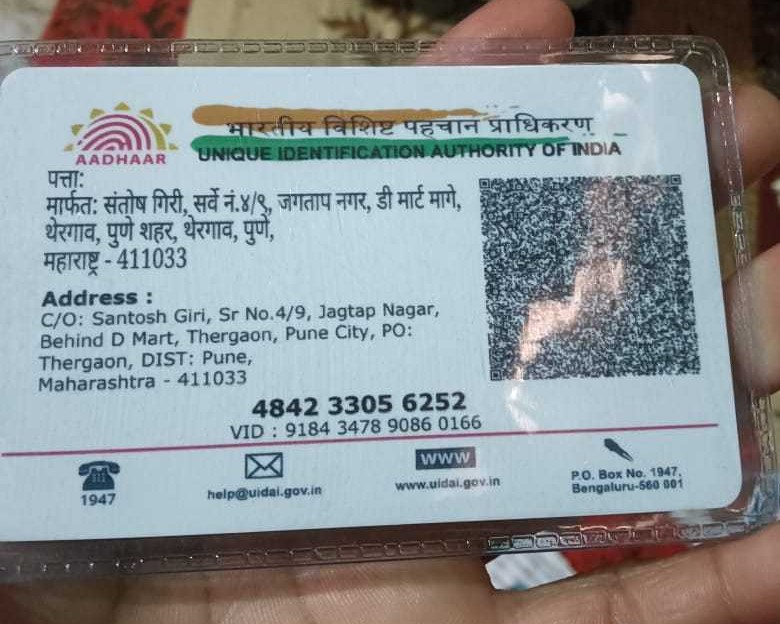 भारतीय विशिष्ट पहचान प्राधिकरण
AADHAAR
UNIQUE IDENTIFICATION AUTHORITY OF INDIA
पत्ता:
मार्फत: संतोष गिरी, सर्वे नं.४/९, जगताप नगर, डी मार्ट मागे,
थेरगाव, पुणे शहर, थेरगाव, पुणे,
महाराष्ट्र - 411033
Address :
C/O: Santosh Giri, Sr No.4/9, Jagtap Nagar,
Behind D Mart, Thergaon, Pune City, PO:
Thergaon, DIST: Pune,
Maharashtra - 411033
4842 3305 6252
VID : 9184 3478 9086 0166
1947
help@uidai.gov.in
www
www.uidai.gov.in
P.O. Box No. 1947,
Bengaluru-560 001